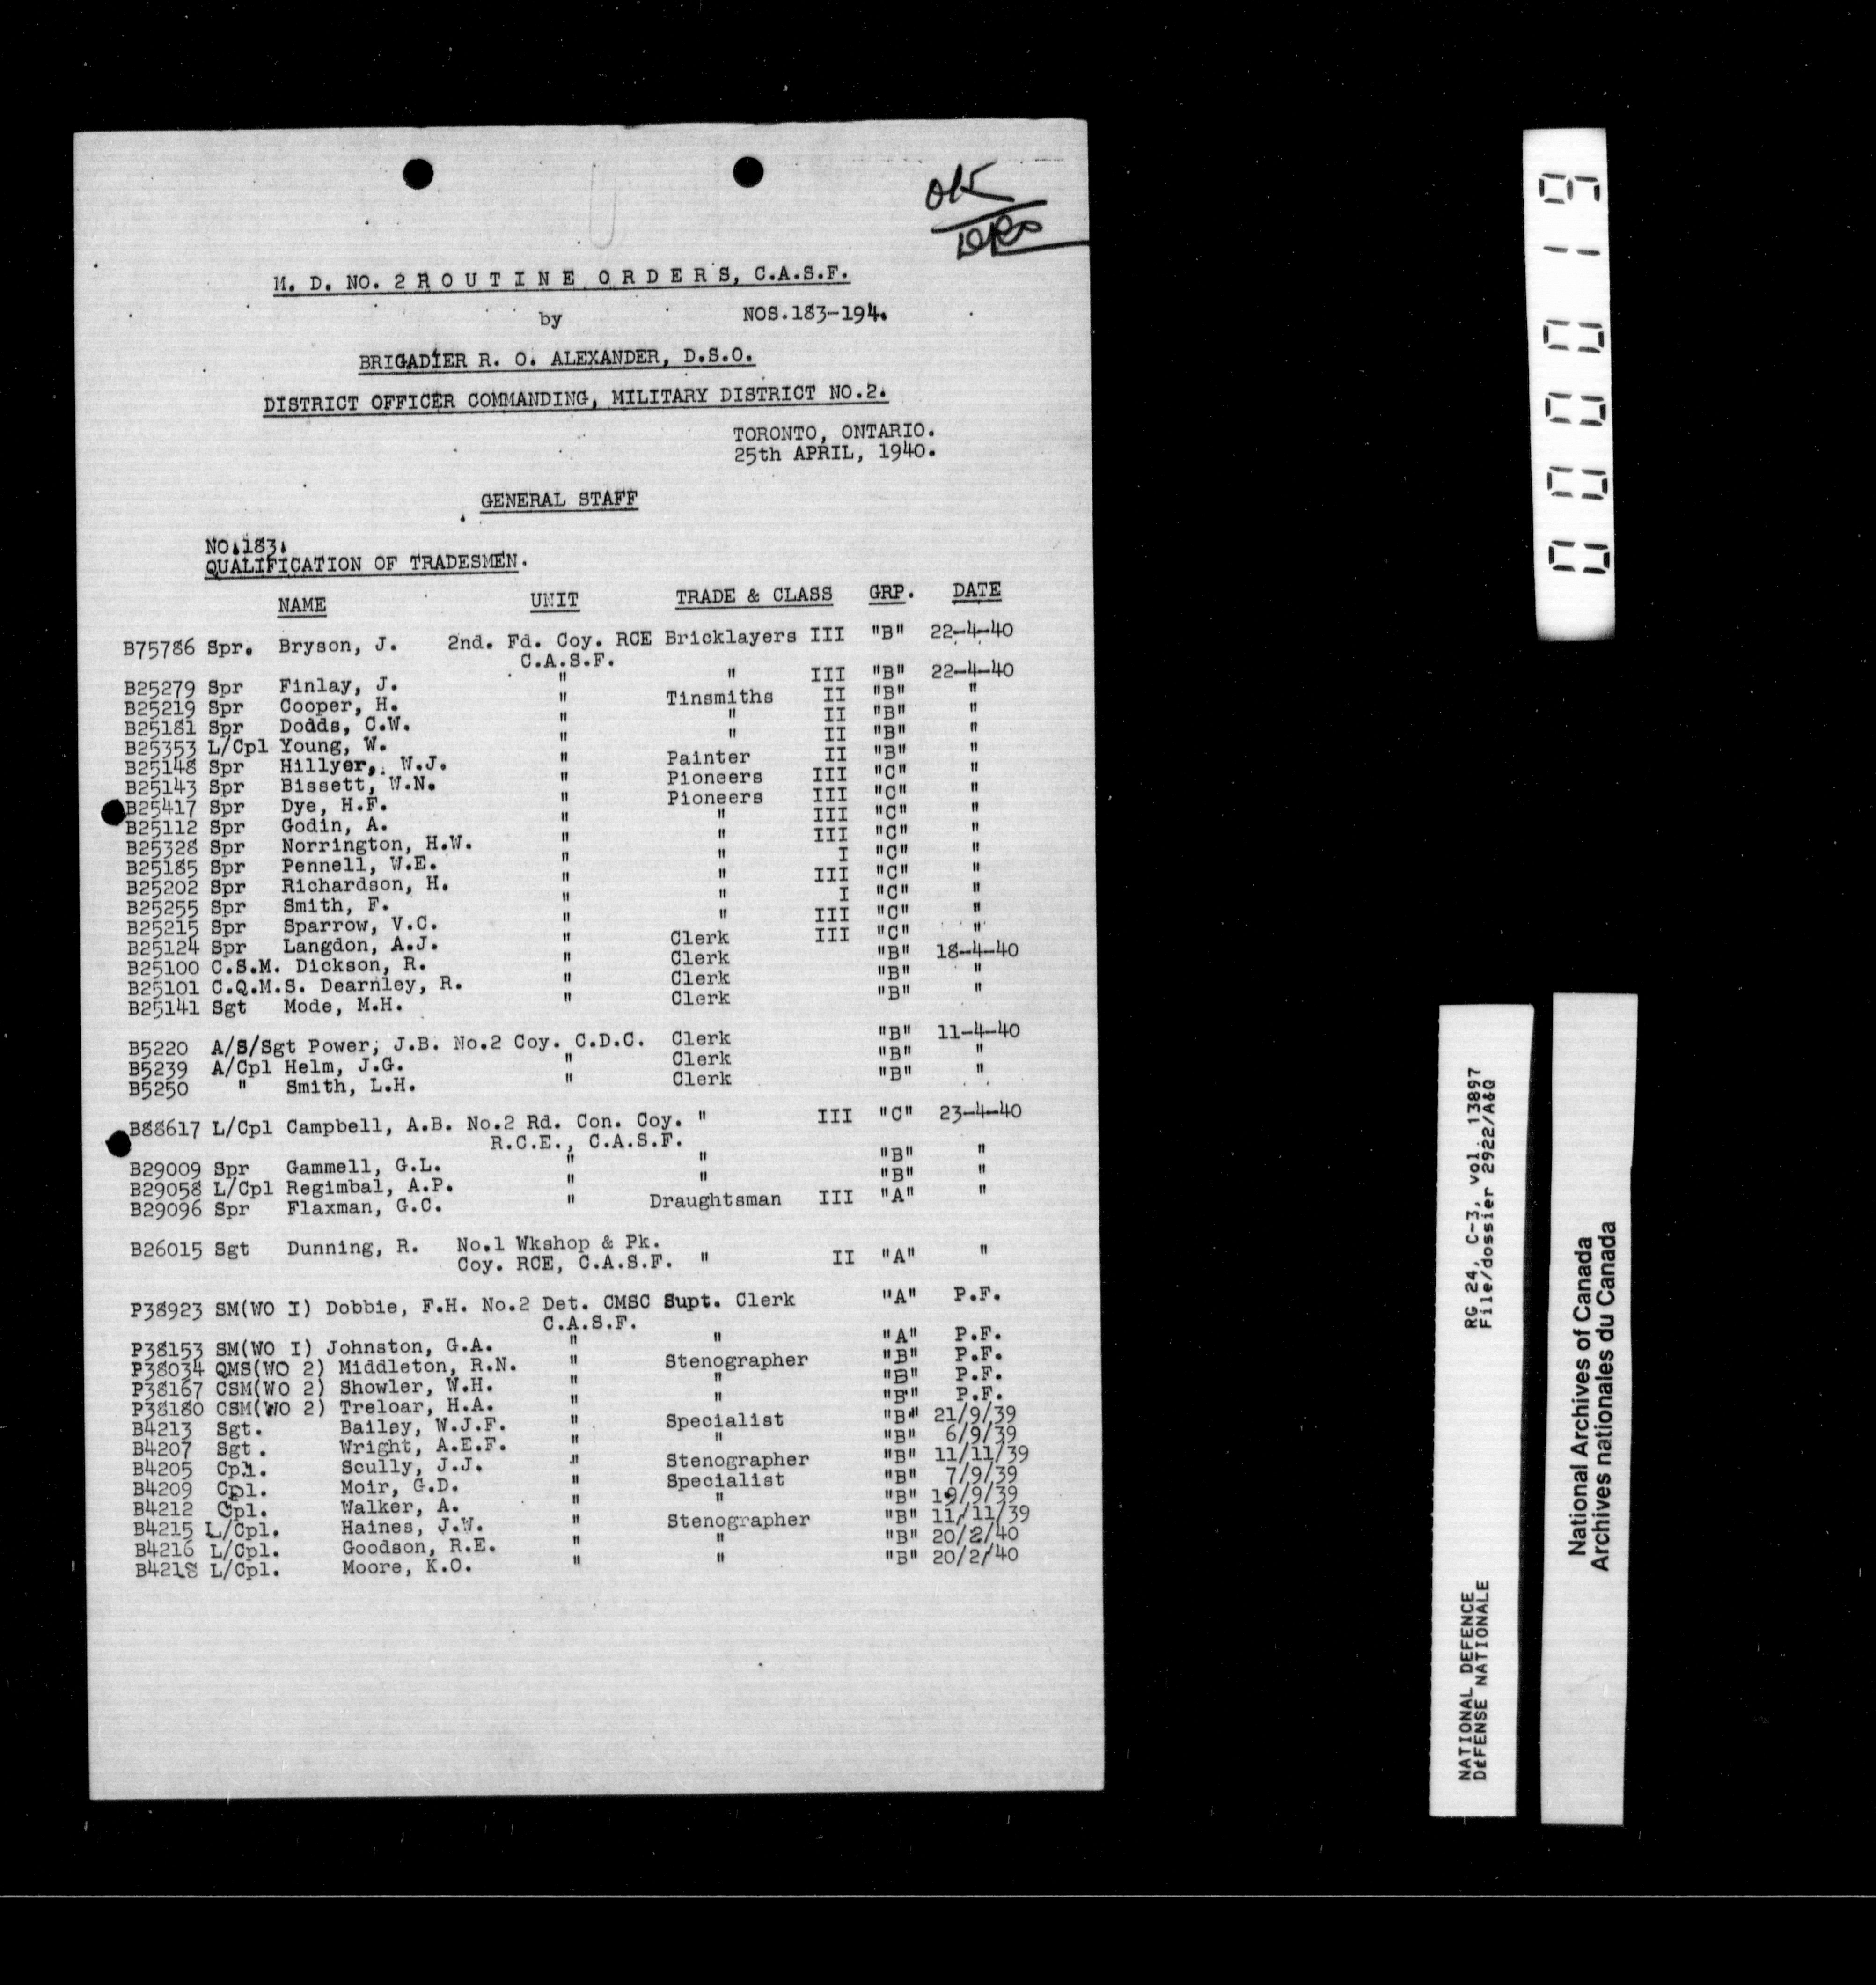 OK
M. D. NO. 2 R O U T I N E  O R D E R S, C.A.S.F.
by NOS.183-194.
BRIGADIER R. O. ALEXANDER, D.S.O.
DISTRICT OFFICER COMMANDING, MILITARY DISTRICT NO.2.
TORONTO, ONTARIO.
25th APRIL, 1940.
GENERAL STAFF
NO.183.
QUALIFICATION OF TRADESMEN.
NAME UNIT TRADE & CLASS GRP. DATE
B75786 Spr. Bryson, J. 2nd. Fd. Coy. RCE Bricklayers III "B" 22-4-40
C.A.S.F.
B25279 Spr Finlay, J. " " III "B" 22-4-40
B25219 Spr Cooper, H. " Tinsmiths II "B" "
B25181 Spr Dodds, C.W. " " II "B" "
B25353 L/Cpl Young, W. " " II "B" "
B25148 Spr Hillyer, W.J. " Painter II "B" "
B25143 Spr Bissett, W.N. " Pioneers III "C" "
B25417 Spr Dye, H.F. " Pioneers III "C" "
B25112 Spr Godin, A. " " III "C" "
B25328 Spr Norrington, H.W. " " III "C" "
B25185 Spr Pennell, W.E. " " I "C" "
B25202 Spr Richardson, H. " " III "C" "
B25255 Spr Smith, F. " " I "C" "
B25215 Spr Sparrow, V.C. " " III "C" "
B25124 Spr Langdon, A.J. " Clerk III "C" "
B25100 C.S.M. Dickson, R. " Clerk "B" 18-4-40
B25101 C.Q.M.S. Dearnley, R. " Clerk "B" "
B25141 Sgt Mode, M.H. " Clerk "B" "
B5220 A/S/Sgt Power, J.B. No.2 Coy. C.D.C. Clerk "B" 11-4-40
B5239 A/Cpl Helm, J.G. " Clerk "B" "
B5250 " Smith, L.H. " Clerk "B" "
B88617 L/Cpl Campbell, A.B. No.2 Rd. Con. Coy. " III "C" 23-4-40
R.C.E., C.A.S.F.
B29009 Spr Gammell, G.L. " " "B" "
B29058 L/Cpl Regimbal, A.P. " " "B" "
B29096 Spr Flaxman, G.C. " Draughtsman III "A" "
B26015 Sgt Dunning, R. No.1 Wkshop & Pk.
Coy. RCE, C.A.S.F. " II "A" "
P38923 SM(WO I) Dobbie, F.H. No.2 Det. CMSC Supt. Clerk "A" P.F.
C.A.S.F.
P38153 SM(WO I) Johnston, G.A. " " "A" P.F.
P38034 QMS(WO 2) Middleton, R.N. " Stenographer "B" P.F.
P38167 CSM(WO 2) Showler, W.H. " " "B" P.F.
P38180 CSM(WO 2) Treloar, H.A. " " "B" P.F.
B4213 Sgt. Bailey, W.J.F. " Specialist "B" 21/9/39
B4207 Sgt. Wright, A.E.F. " " "B" 6/9/39
B4205 Cpl. Scully, J.J. " Stenographer "B" 11/11/39
B4209 Cpl. Moir, G.D. " Specialist "B" 7/9/39
B4212 Cpl. Walker, A. " " "B" 19/9/39
B4215 L/Cpl. Haines, J.W. " Stenographer "B" 11/11/39
B4216 L/Cpl. Goodson, R.E. " " "B" 20/2/40
B4218 L/Cpl. Moore, K.O. " " "B" 20/2/40
000019
NATIONAL DEFENCE RG 24, C-3, vol. 13897
DÉFENSE NATIONALE File/dossier 2922/A&Q
National Archives of Canada
Archives nationales du Canada